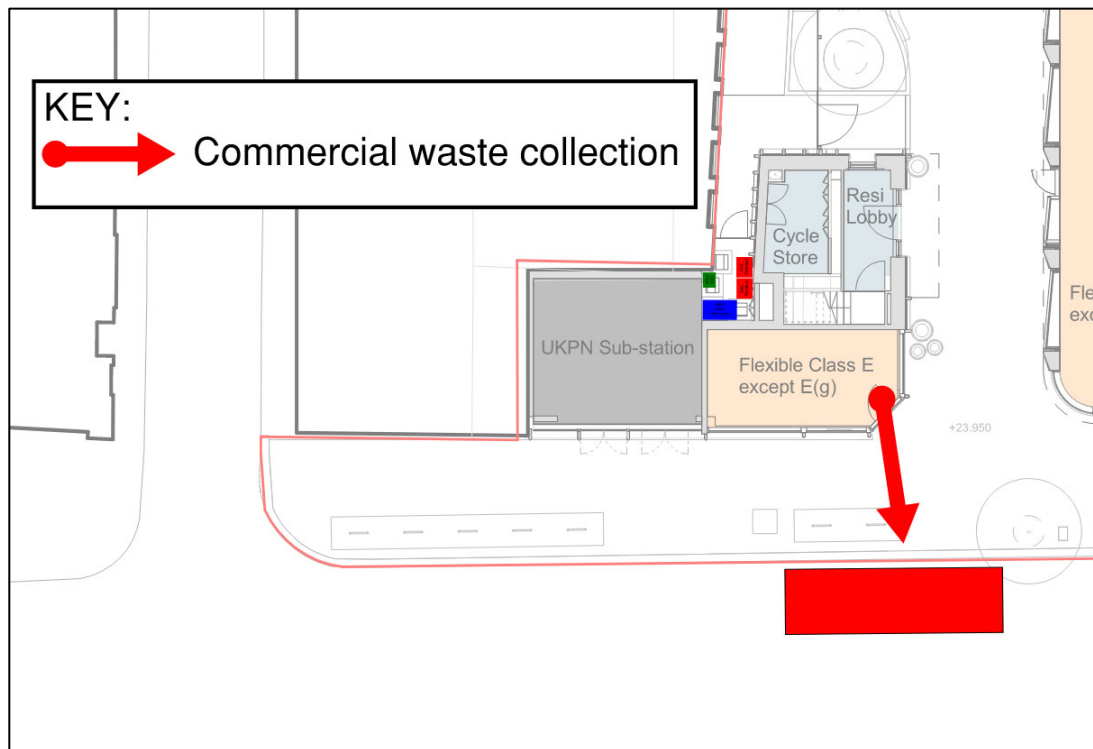 KEY:
Commercial waste collection
Resi
Lobby
Cycle
Store
UKPN Sub-station
Flexible Class E
except E(g)
+23.950